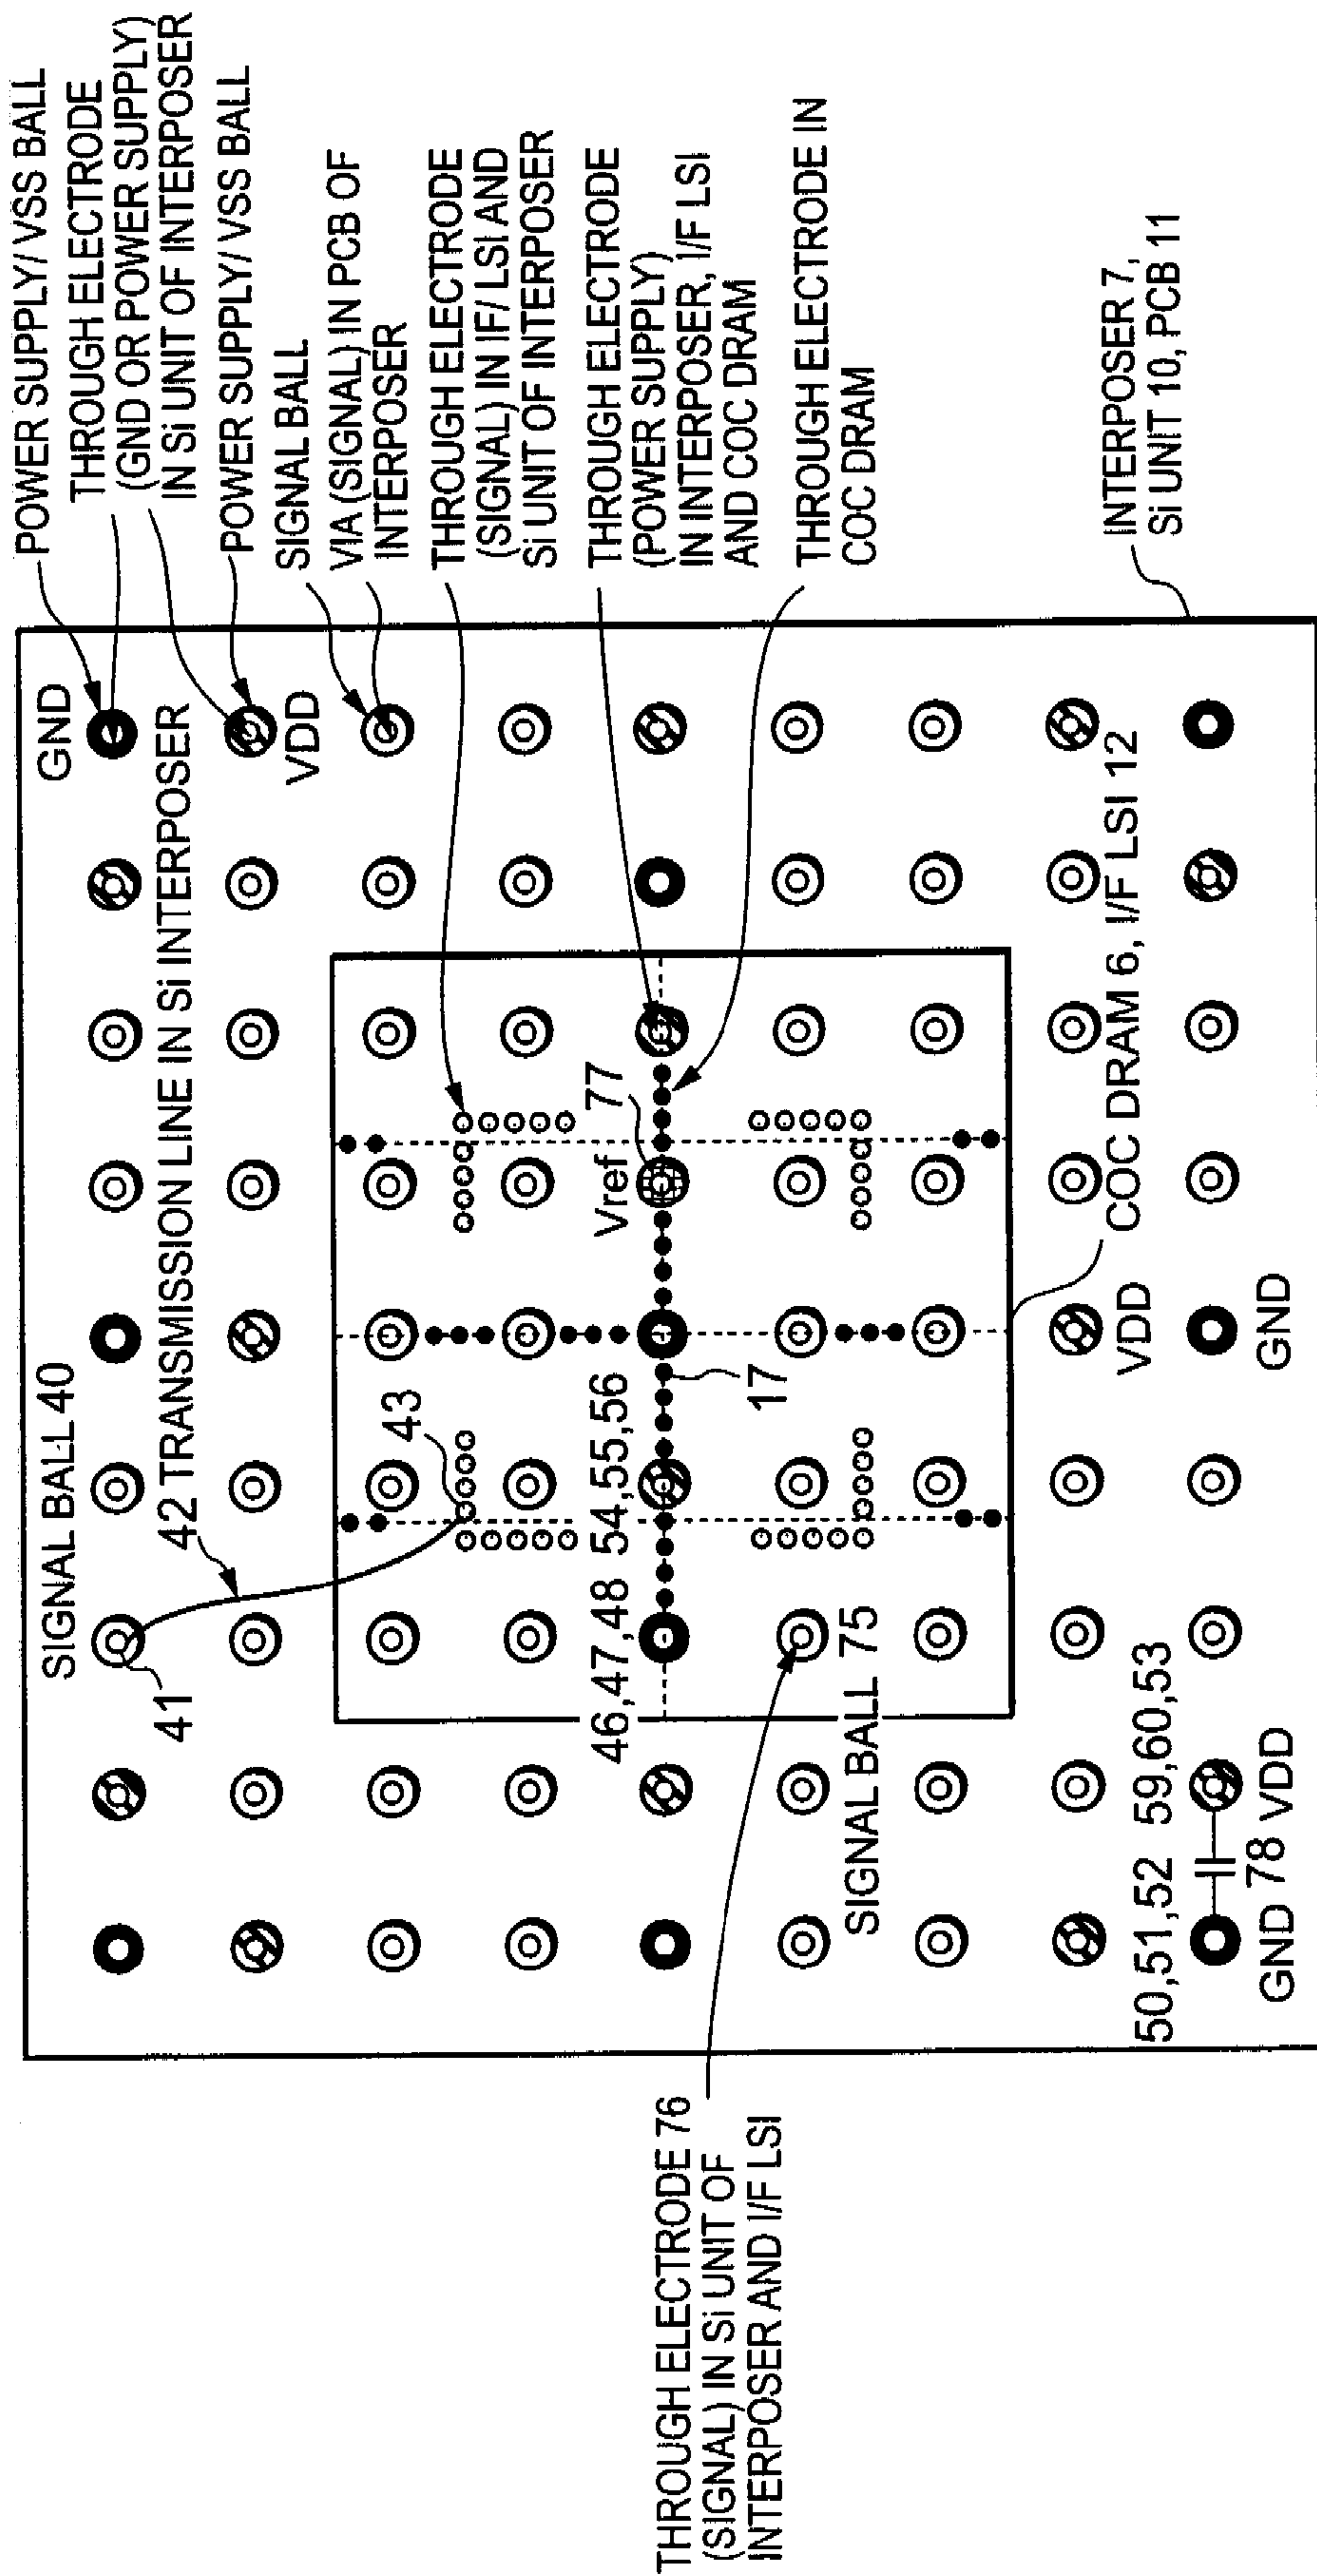 POWER SUPPLY/ VSS BALL
THROUGH ELECTRODE
(GND OR POWER SUPPLY)
IN Si UNIT OF INTERPOSER
POWER SUPPLY/ VSS BALL
SIGNAL BALL
VIA (SIGNAL) IN PCB OF
INTERPOSER
THROUGH ELECTRODE
(SIGNAL) IN IF/ LSI AND
Si UNIT OF INTERPOSER
THROUGH ELECTRODE
(POWER SUPPLY)
IN INTERPOSER, I/F LSI
AND COC DRAM
THROUGH ELECTRODE IN
COC DRAM
INTERPOSER 7,
Si UNIT 10, PCB 11
GND
VDD
SIGNAL BALL 40
42 TRANSMISSION LINE IN Si INTERPOSER
41
43
Vref
77
46,47,48 54,55,56
17
SIGNAL BALL 75
COC DRAM 6, I/F LSI 12
VDD
GND
50,51,52 59,60,53
GND 78 VDD
THROUGH ELECTRODE 76
(SIGNAL) IN Si UNIT OF
INTERPOSER AND I/F LSI